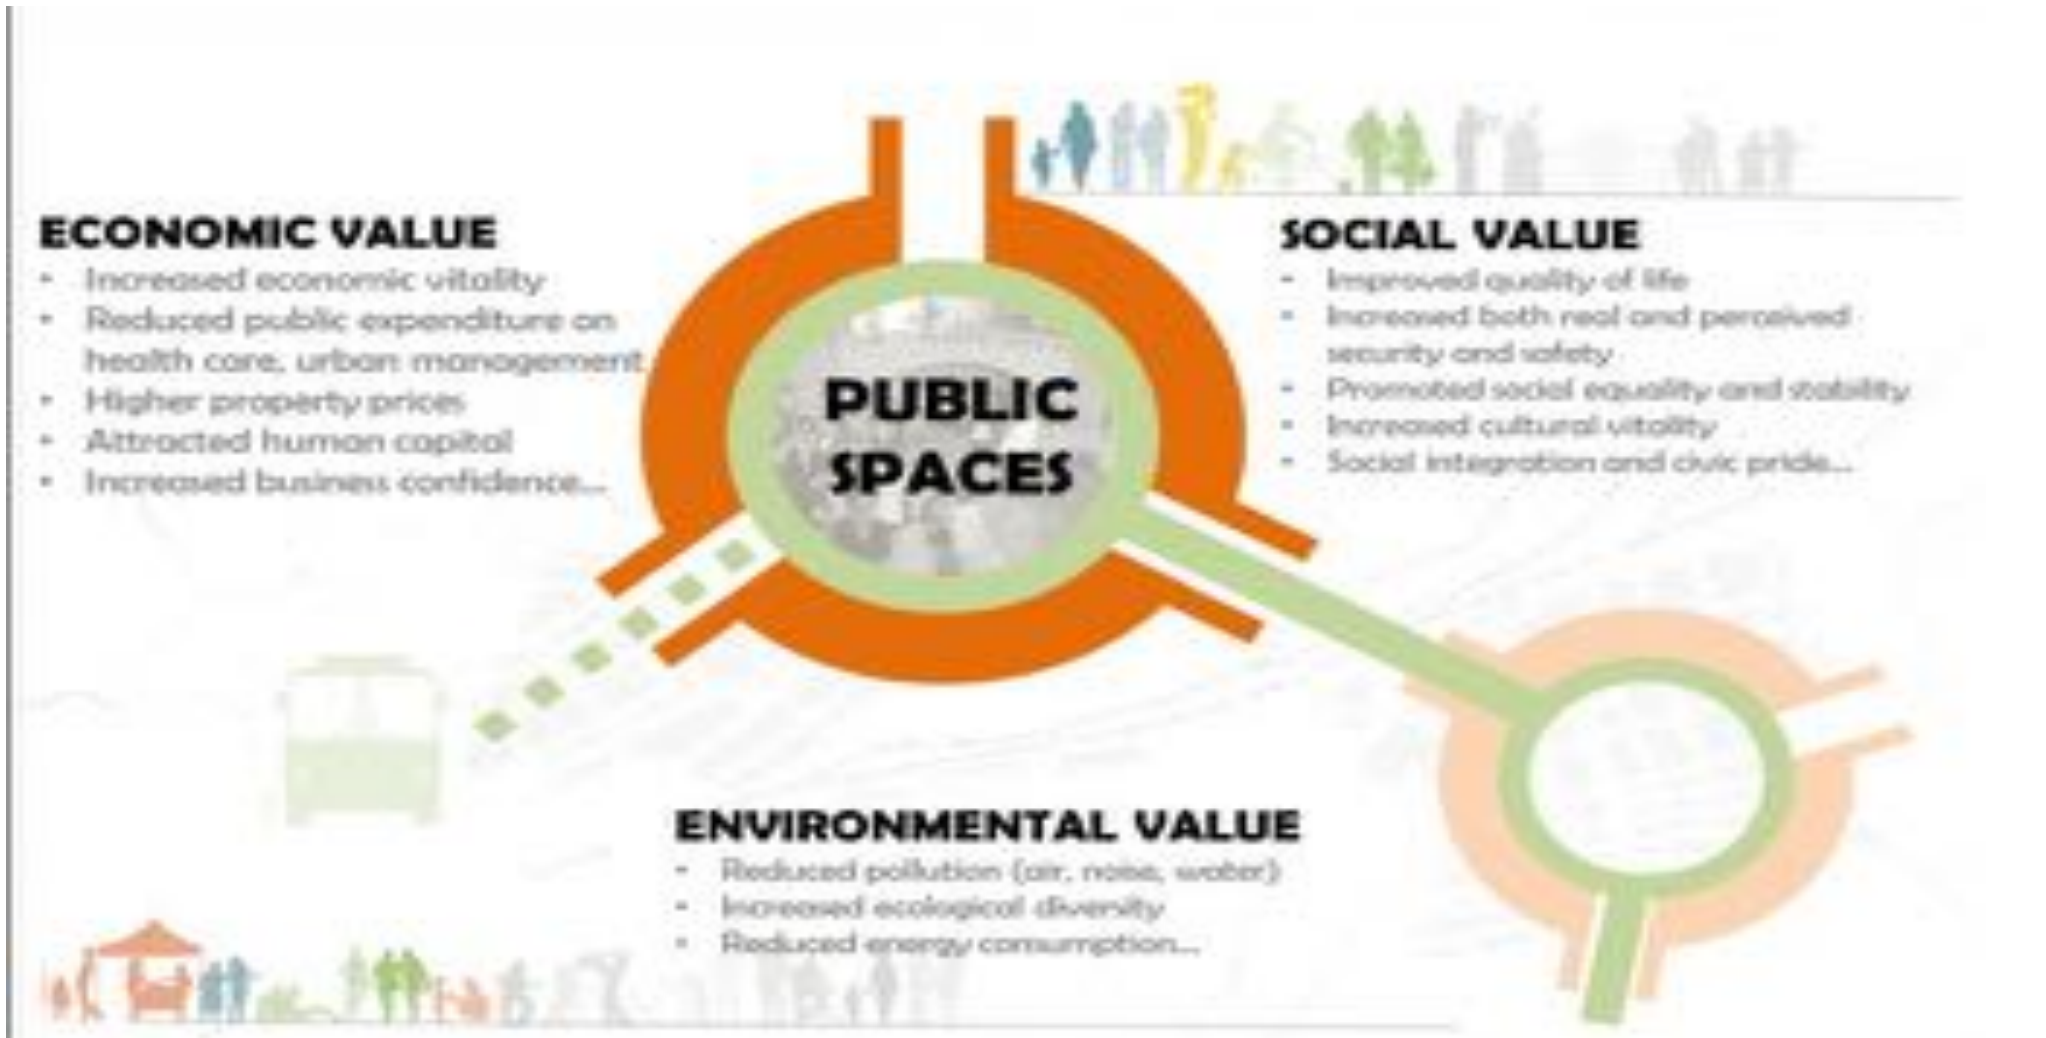 ECONOMIC VALUE
• Increased economic vitality
• Reduced public expenditure on
health care, urban management
• Higher property prices
• Attracted human capital
• Increased business confidence...
PUBLIC
SPACES
SOCIAL VALUE
• Improved quality of life
• Increased both real and perceived
security and safety
• Promoted social equality and stability
• Increased cultural vitality
• Social integration and civic pride...
ENVIRONMENTAL VALUE
• Reduced pollution (air, noise, water)
• Increased ecological diversity
• Reduced energy consumption...